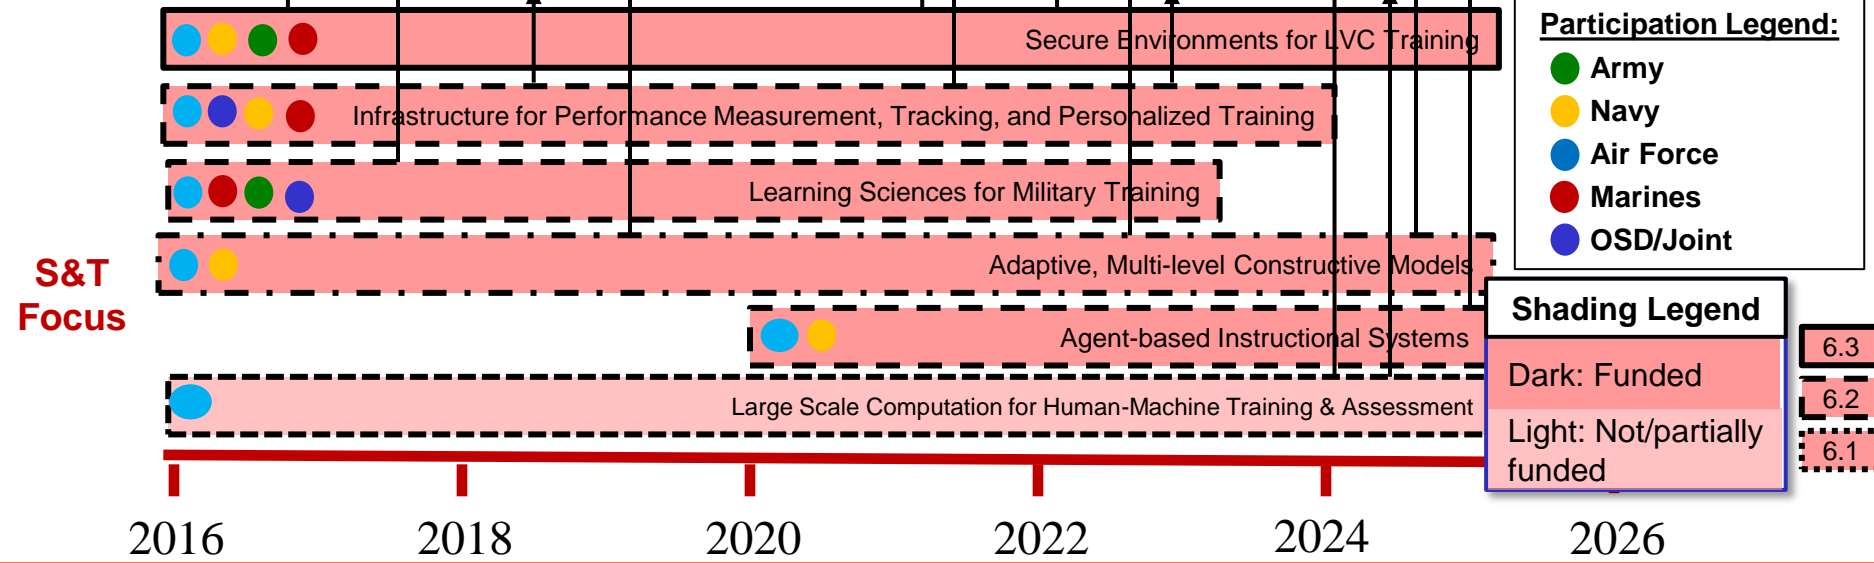 Secure Environments for LVC Training
Infrastructure for Performance Measurement, Tracking, and Personalized Training
Learning Sciences for Military Training
S&T
Focus
Adaptive, Multi-level Constructive Models
Agent-based Instructional Systems
Large Scale Computation for Human-Machine Training & Assessment
2016
2018
2020
2022
2024
2026
Participation Legend:
Army
Navy
Air Force
Marines
OSD/Joint
Shading Legend
Dark: Funded
Light: Not/partially
funded
6.3
6.2
6.1